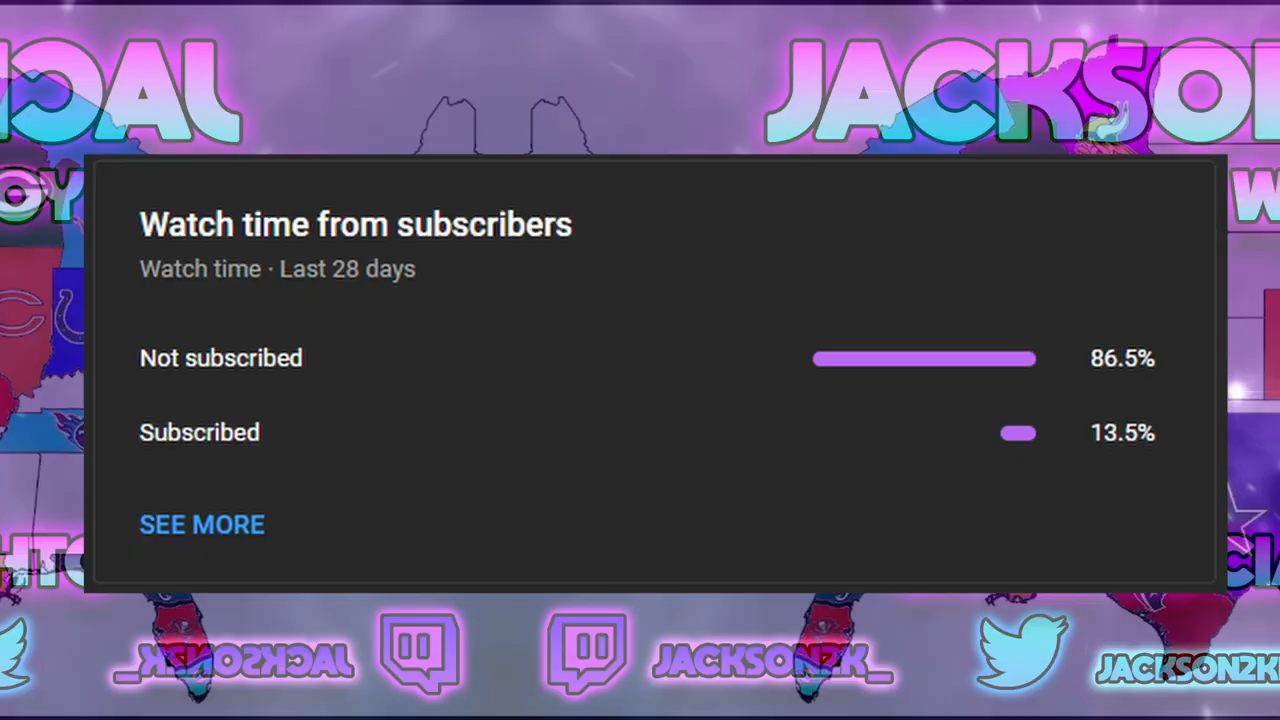 JACKSON
Watch time from subscribers
Watch time · Last 28 days
Not subscribed 86.5%
Subscribed 13.5%
SEE MORE
JACKSON2K_
JACKSON2K_
JACKSON2K